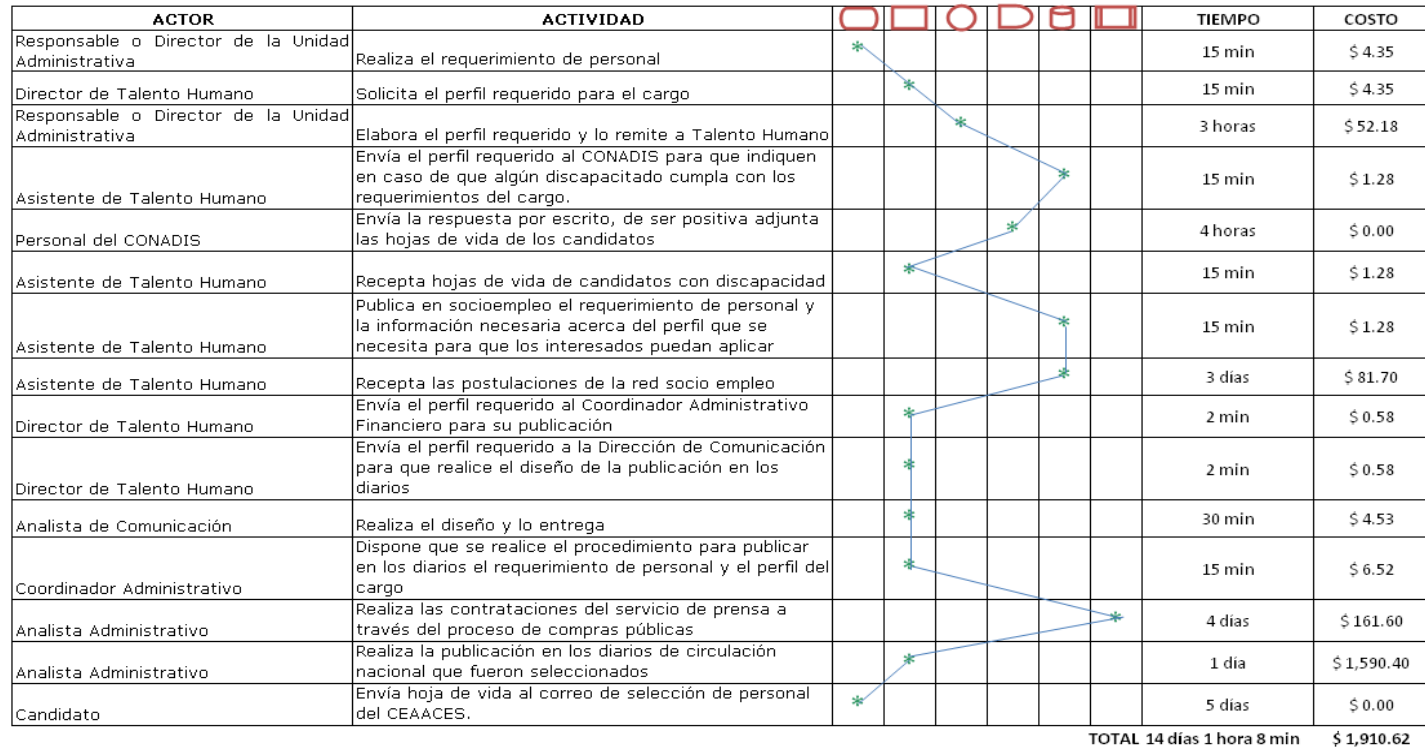 ACTOR ACTIVIDAD TIEMPO COSTO
Responsable o Director de la Unidad
Administrativa Realiza el requerimiento de personal 15 min $ 4.35
Director de Talento Humano Solicita el perfil requerido para el cargo 15 min $ 4.35
Responsable o Director de la Unidad
Administrativa Elabora el perfil requerido y lo remite a Talento Humano 3 horas $ 52.18
Envía el perfil requerido al CONADIS para que indiquen
en caso de que algún discapacitado cumpla con los
Asistente de Talento Humano requerimientos del cargo. 15 min $ 1.28
Envía la respuesta por escrito, de ser positiva adjunta
Personal del CONADIS las hojas de vida de los candidatos 4 horas $ 0.00
Asistente de Talento Humano Recepta hojas de vida de candidatos con discapacidad 15 min $ 1.28
Publica en socioempleo el requerimiento de personal y
la información necesaria acerca del perfil que se
Asistente de Talento Humano necesita para que los interesados puedan aplicar 15 min $ 1.28
Asistente de Talento Humano Recepta las postulaciones de la red socio empleo 3 días $ 81.70
Envía el perfil requerido al Coordinador Administrativo
Director de Talento Humano Financiero para su publicación 2 min $ 0.58
Envía el perfil requerido a la Dirección de Comunicación
para que realice el diseño de la publicación en los
Director de Talento Humano diarios 2 min $ 0.58
Analista de Comunicación Realiza el diseño y lo entrega 30 min $ 4.53
Dispone que se realice el procedimiento para publicar
en los diarios el requerimiento de personal y el perfil del
Coordinador Administrativo cargo 15 min $ 6.52
Realiza las contrataciones del servicio de prensa a
Analista Administrativo través del proceso de compras públicas 4 días $ 161.60
Realiza la publicación en los diarios de circulación
Analista Administrativo nacional que fueron seleccionados 1 día $ 1,590.40
Envía hoja de vida al correo de selección de personal
Candidato del CEAACES. 5 días $ 0.00
TOTAL 14 días 1 hora 8 min $ 1,910.62